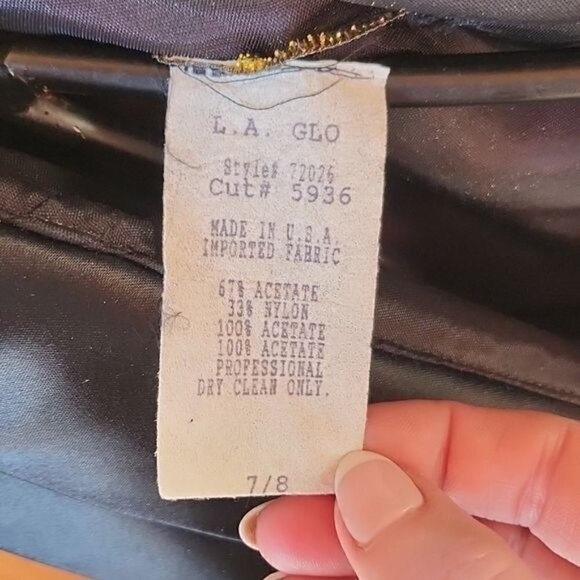 L.A. GLO
Style# 72026
Cut# 5936
MADE IN U.S.A.
IMPORTED FABRIC
67% ACETATE
33% NYLON
100% ACETATE
100% ACETATE
PROFESSIONAL
DRY CLEAN ONLY.
7/8